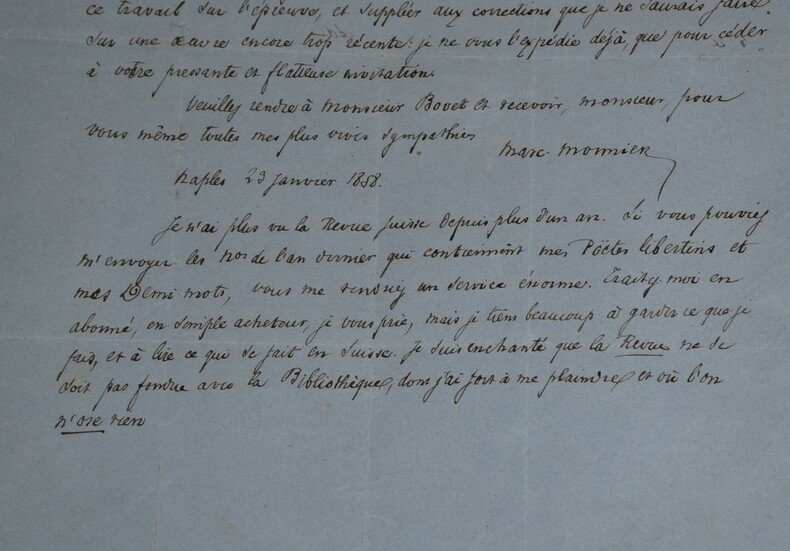 ce travail sur l'épreuve, et suppléer aux corrections que je ne saurais faire
sur une œuvre encore trop récente: je ne vous l'expédie déjà, que pour céder
à votre pressante et flatteuse invitation.
Veuillez rendre à Monsieur Bovet et recevoir, monsieur, pour
vous même toutes mes plus vives sympathies
Marc-Monnier
Naples 23 janvier 1858.
Je n'ai plus vu la Revue Suisse depuis plus d'un an. Si vous pouviez
m'envoyer les nos de l'an dernier qui contiennent mes Poëtes libertins et
mes Demi mots, vous me rendriez un service énorme. Traitez moi en
abonné, en simple acheteur, je vous prie, mais je tiens beaucoup à garder ce que je
fais, et à lire ce qui se fait en Suisse. Je suis enchanté que la Revue ne se
soit pas fondue avec la Bibliothèque, dont j'ai fort à me plaindre et où l'on
n'ose rien